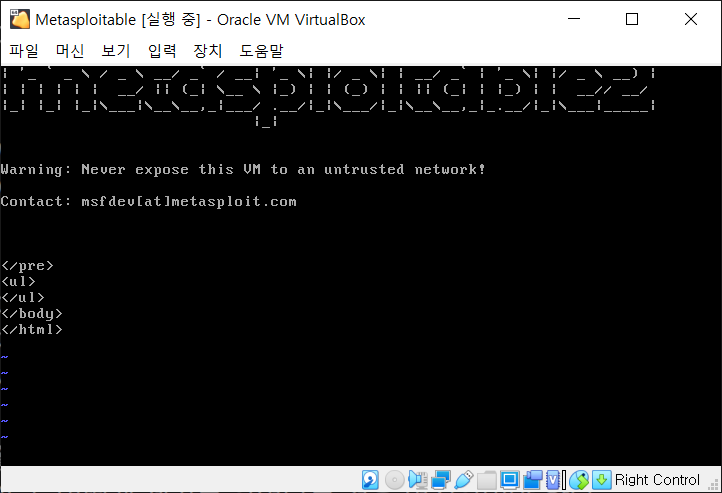 Metasploitable [실행 중] - Oracle VM VirtualBox
파일 머신 보기 입력 장치 도움말
metasploitable2
Warning: Never expose this VM to an untrusted network!
Contact: msfdev[at]metasploit.com
</pre>
<ul>
</ul>
</body>
</html>
~
~
~
~
~
~
Right Control